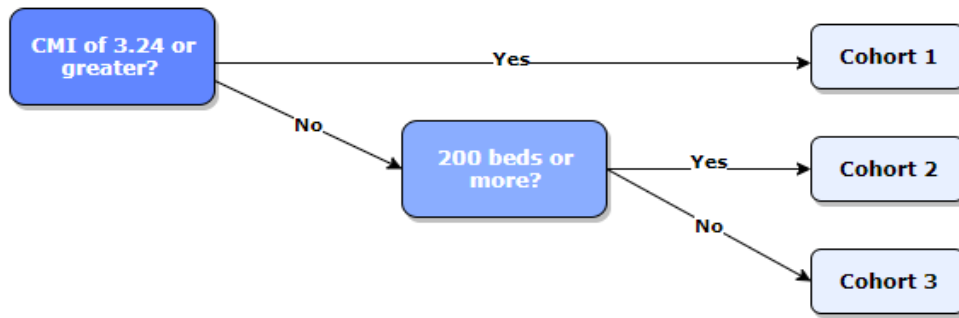 CMI of 3.24 or
greater?
Yes
Cohort 1
No
200 beds or
more?
Yes
Cohort 2
No
Cohort 3